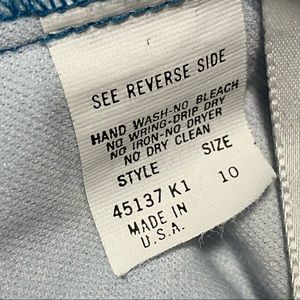 SEE REVERSE SIDE
HAND WASH-NO BLEACH
NO WRING-DRIP DRY
NO IRON-NO DRYER
NO DRY CLEAN
STYLE SIZE
45137 K1 10
MADE IN
U.S.A.